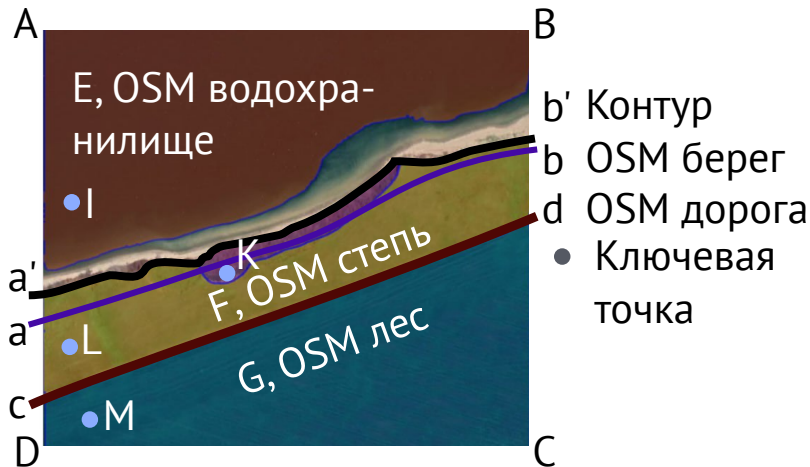 A
B
E, OSM водохра-
нилище
b' Контур
b OSM берег
d OSM дорога
I
K
Ключевая
точка
a'
F, OSM степь
a
L
G, OSM лес
c
M
D
C